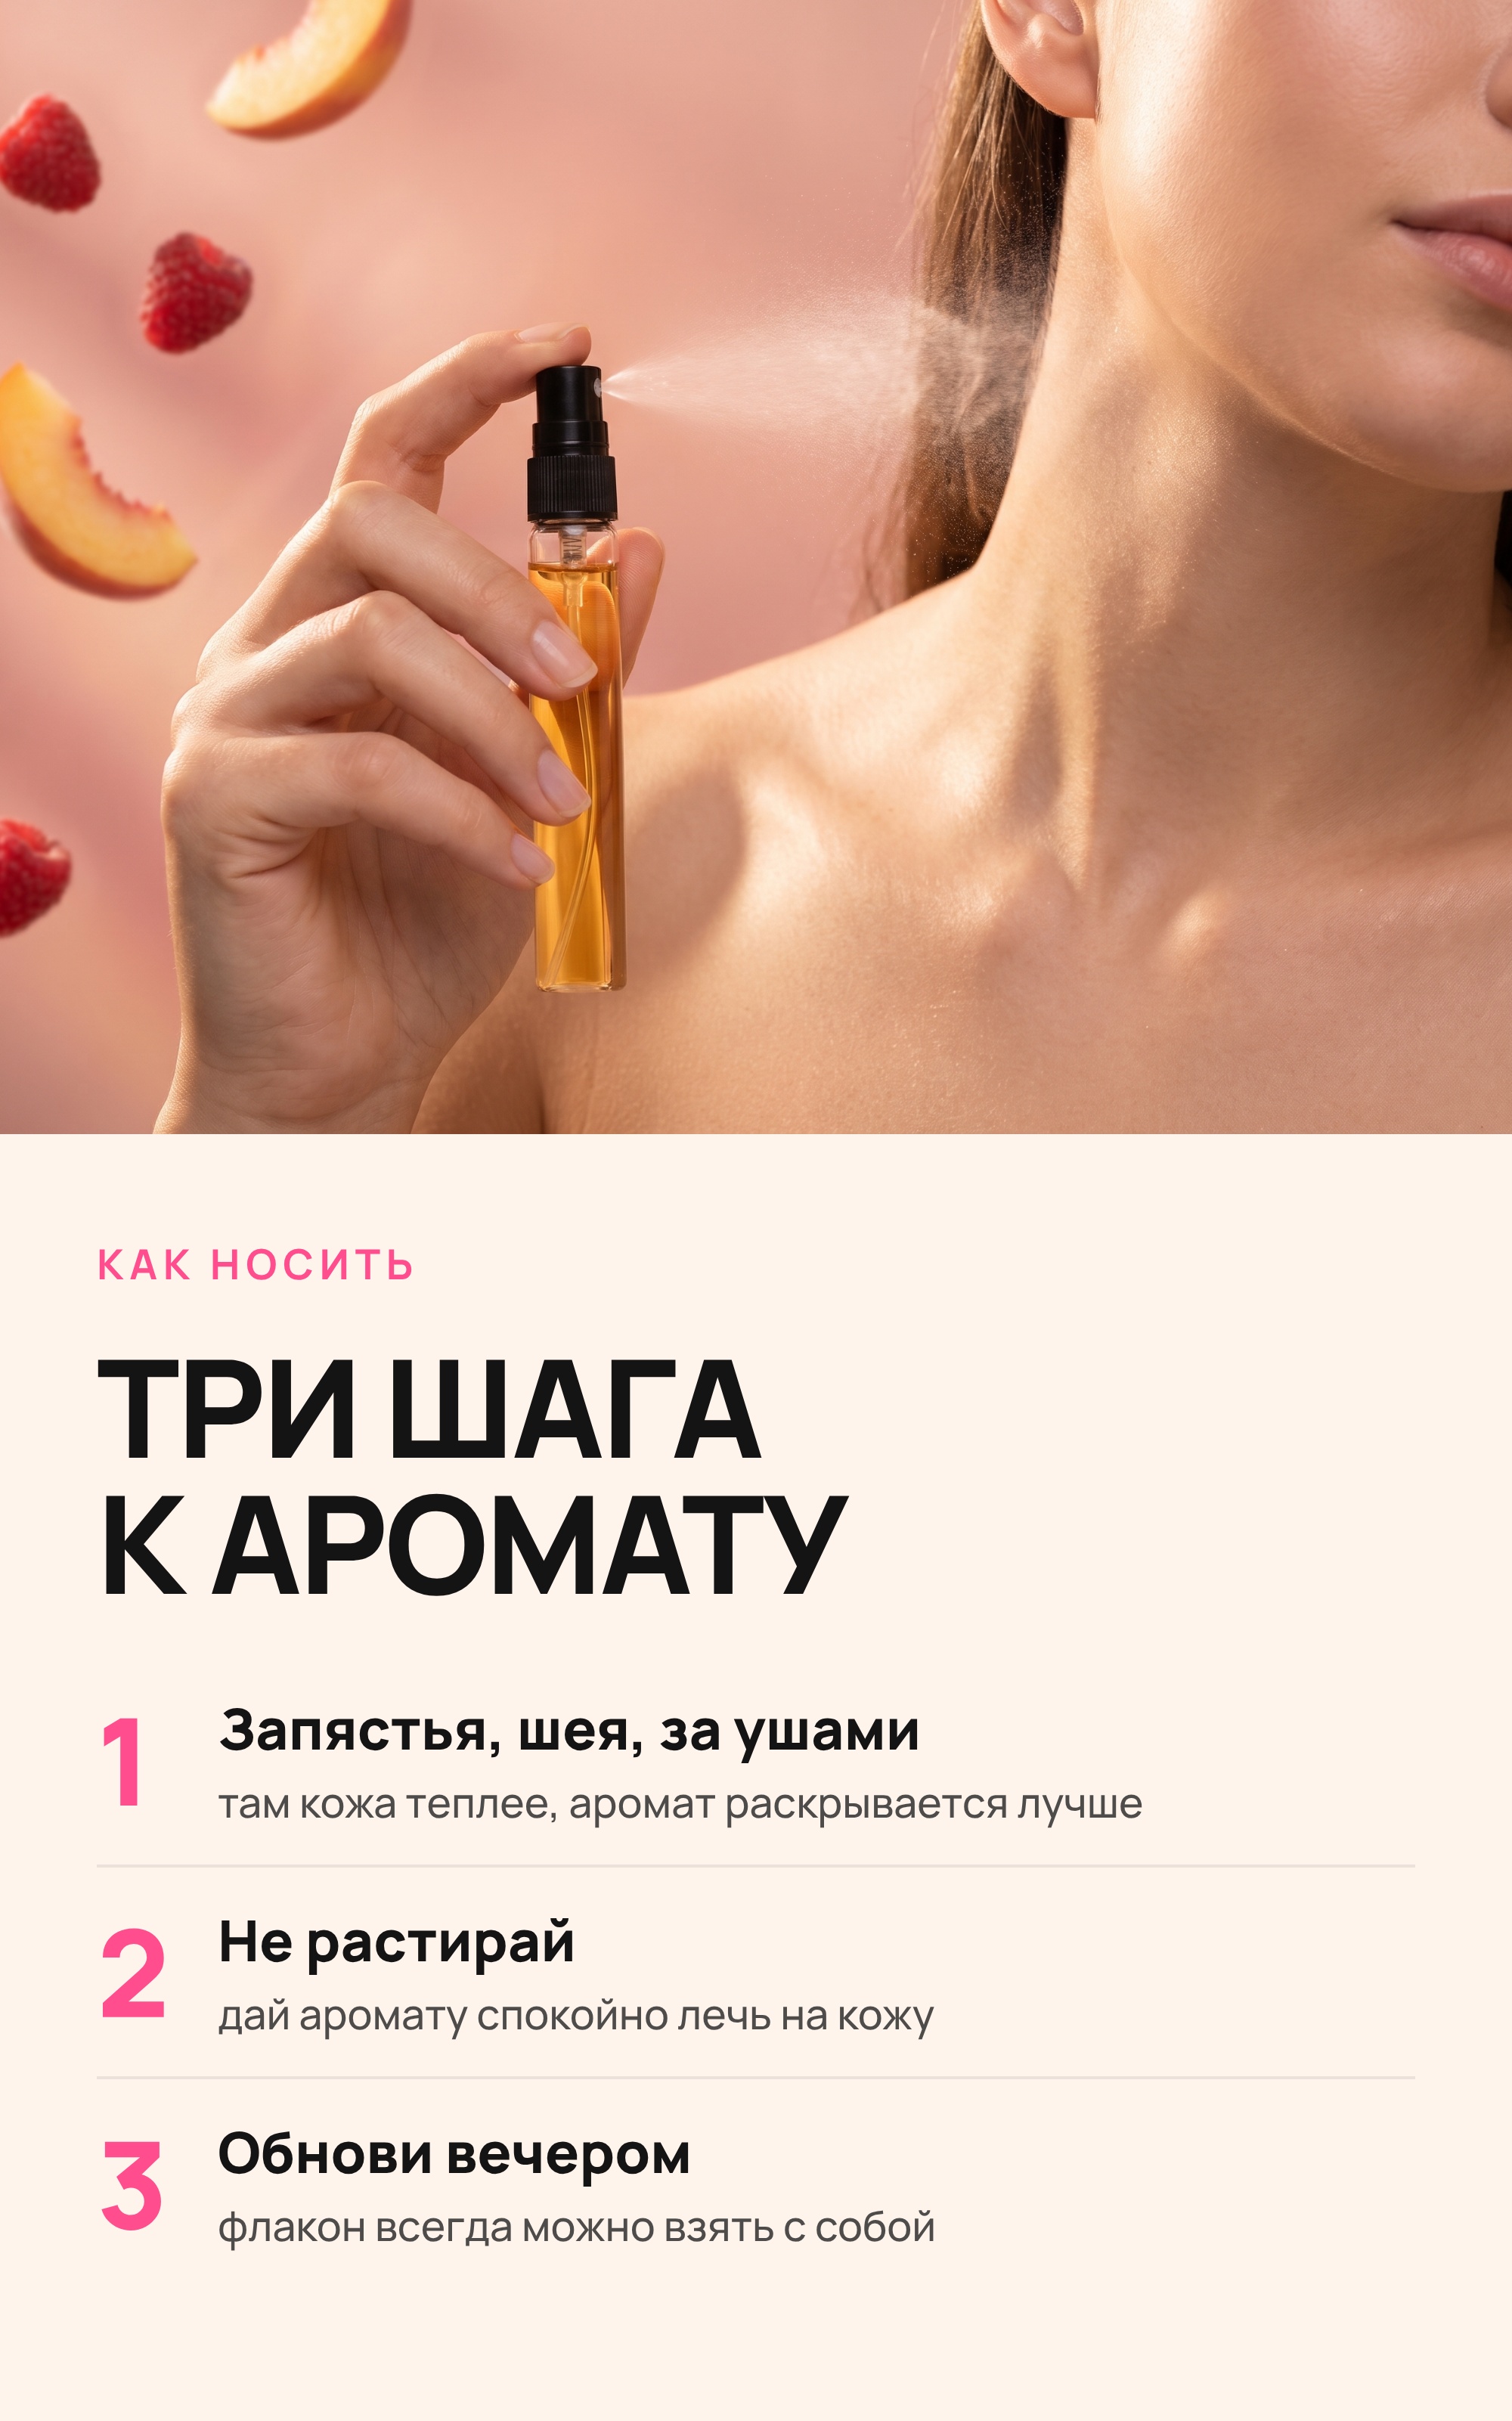 КАК НОСИТЬ
ТРИ ШАГА
К АРОМАТУ
1
Запястья, шея, за ушами
там кожа теплее, аромат раскрывается лучше
2
Не растирай
дай аромату спокойно лечь на кожу
3
Обнови вечером
флакон всегда можно взять с собой